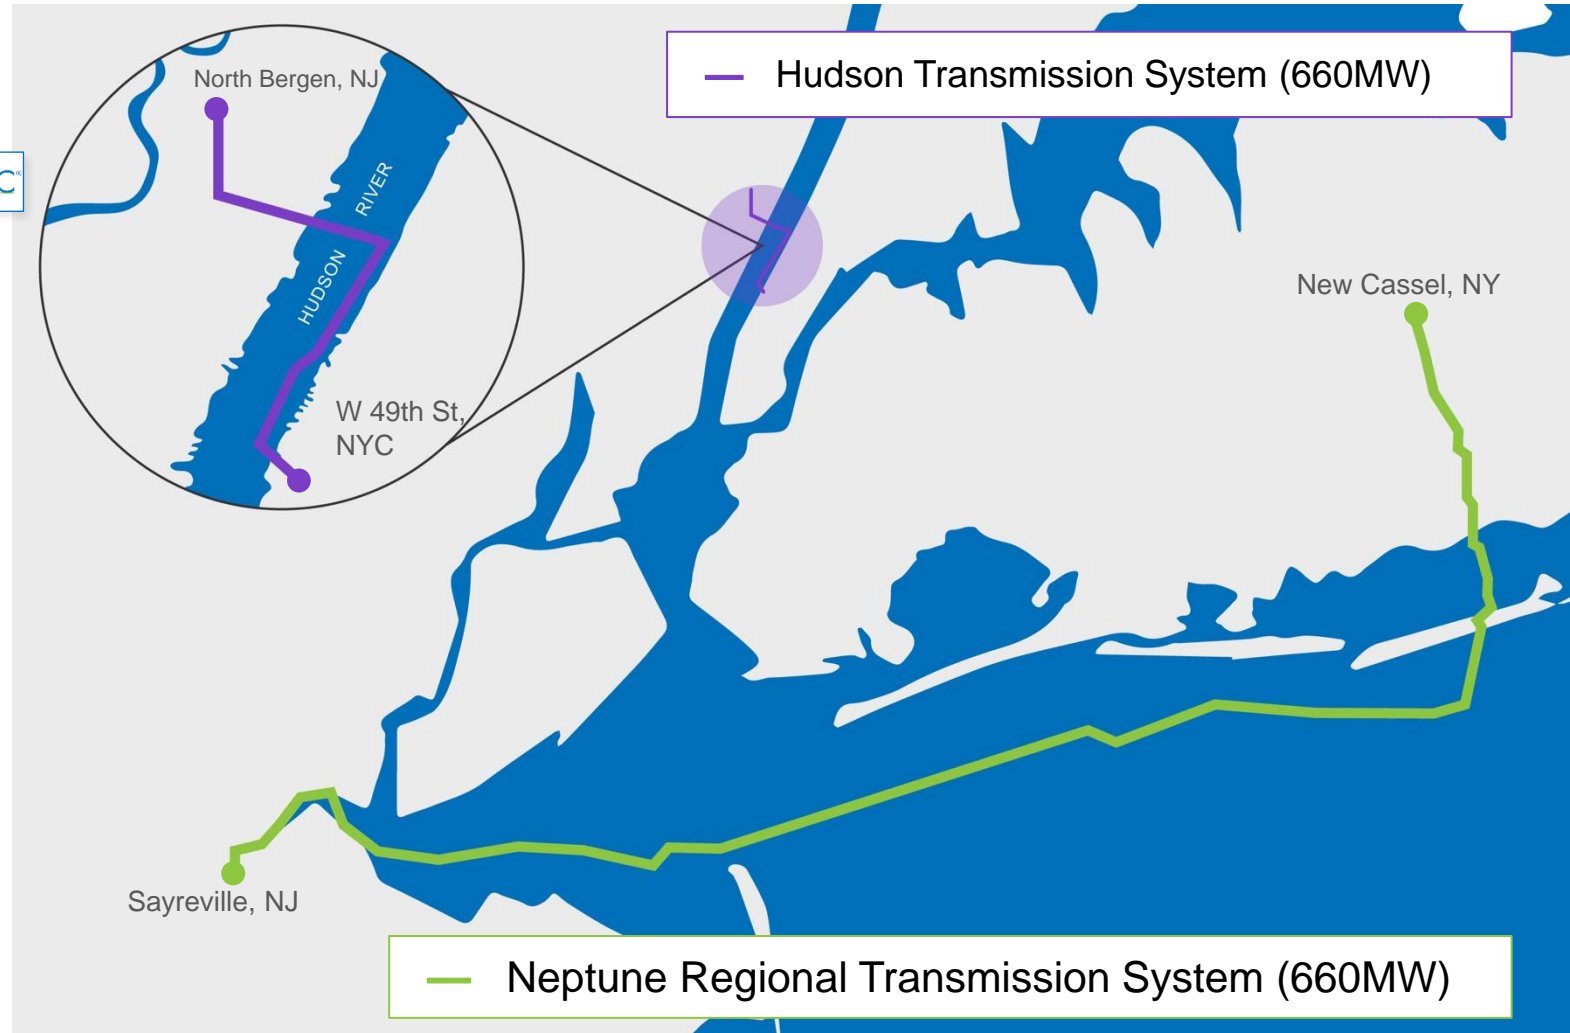 North Bergen, NJ
Hudson Transmission System (660MW)
C
RIVER
HUDSON
New Cassel, NY
W 49th St,
NYC
Sayreville, NJ
Neptune Regional Transmission System (660MW)